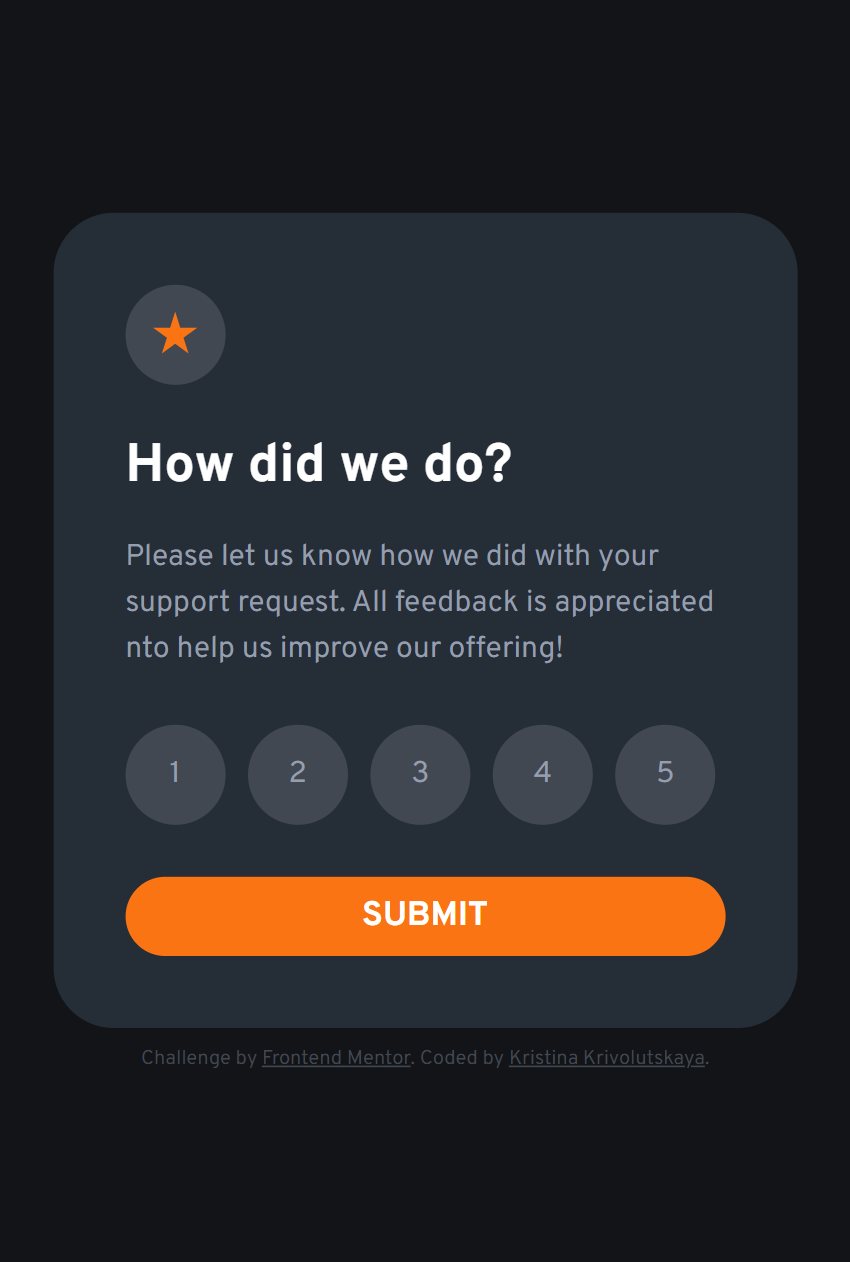 How did we do?
Please let us know how we did with your
support request. All feedback is appreciated
nto help us improve our offering!
1 2 3 4 5
SUBMIT
Challenge by Frontend Mentor. Coded by Kristina Krivolutskaya.